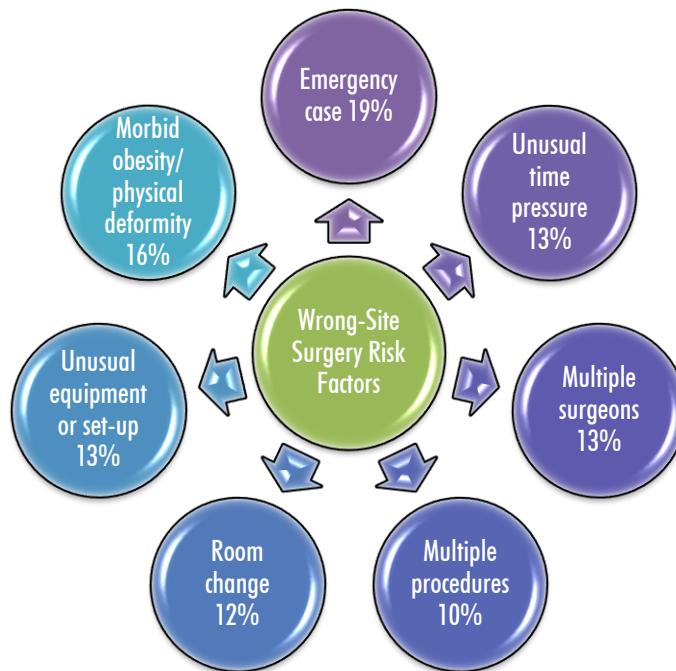 Emergency
case 19%
Unusual
time
pressure
13%
Multiple
surgeons
13%
Multiple
procedures
10%
Room
change
12%
Unusual
equipment
or set-up
13%
Morbid
obesity/
physical
deformity
16%
Wrong-Site
Surgery Risk
Factors